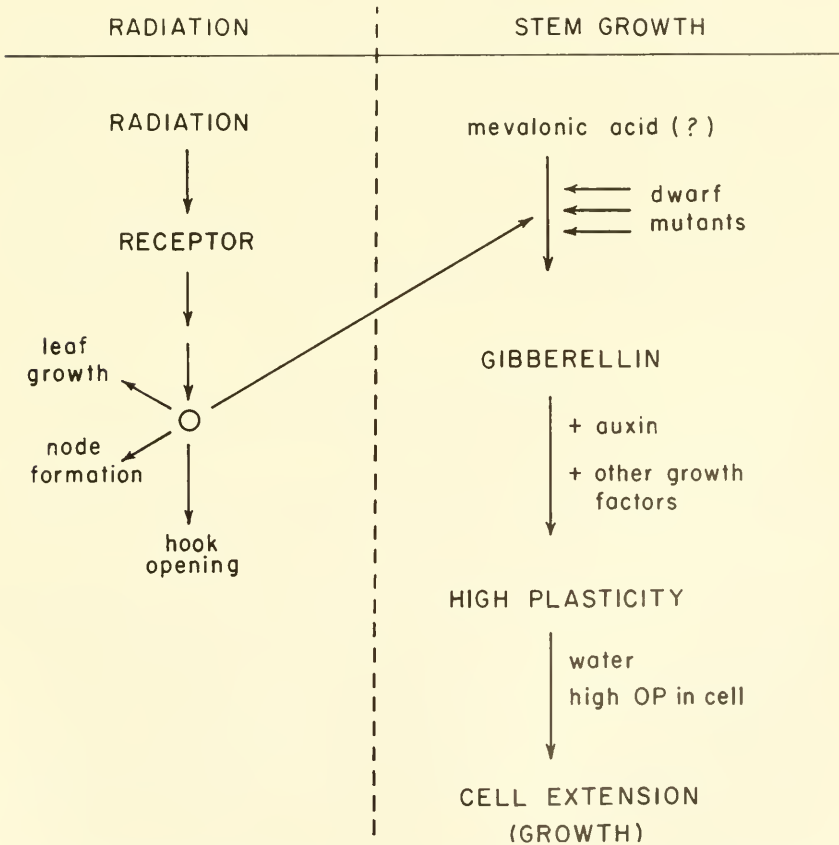 RADIATION
STEM GROWTH
RADIATION
RECEPTOR
leaf
growth
node
formation
hook
opening
mevalonic acid (?)
dwarf
mutants
GIBBERELLIN
+ auxin
+ other growth
factors
HIGH PLASTICITY
water
high OP in cell
CELL EXTENSION
(GROWTH)